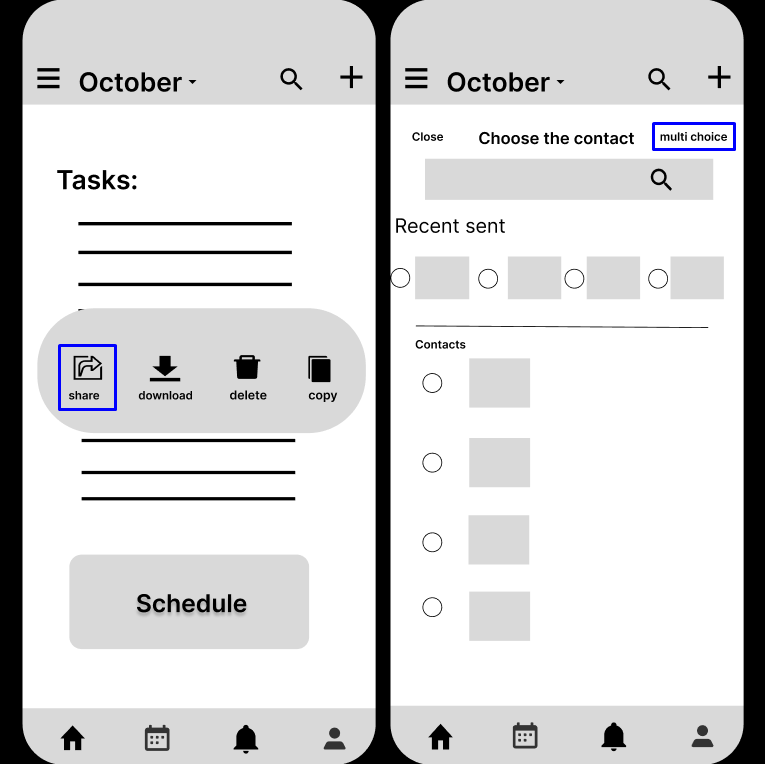 October
Tasks:
share
download
delete
copy
Schedule
October
Close
Choose the contact
multi choice
Recent sent
Contacts